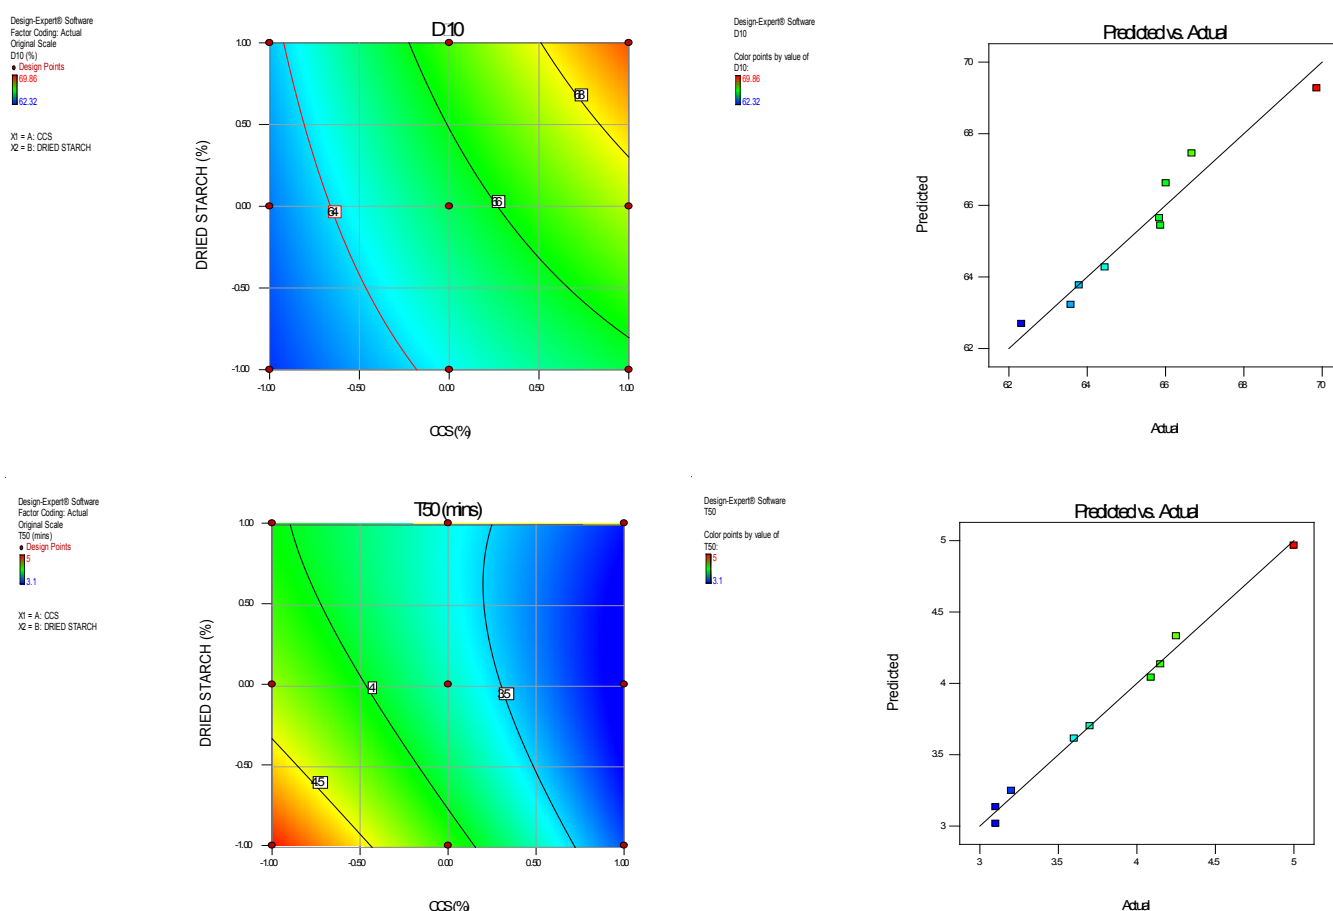 Design-Expert® Software
Factor Coding: Actual
Original Scale
D10 (%)
Design Points
69.86
62.32
X1 = A: CCS
X2 = B: DRIED STARCH
D10
1.00
0.50
0.00
-0.50
-1.00
DRIED STARCH (%)
64
66
68
-1.00 -0.50 0.00 0.50 1.00
CCS (%)
Design-Expert® Software
D10
Color points by value of
D10:
69.86
62.32
Predicted vs. Actual
70
68
66
64
62
Predicted
62 64 66 68 70
Actual
Design-Expert® Software
Factor Coding: Actual
Original Scale
T50 (mins)
Design Points
5
3.1
X1 = A: CCS
X2 = B: DRIED STARCH
T50 (mins)
1.00
0.50
0.00
-0.50
-1.00
DRIED STARCH (%)
4
3.5
4.5
-1.00 -0.50 0.00 0.50 1.00
CCS (%)
Design-Expert® Software
T50
Color points by value of
T50:
5
3.1
Predicted vs. Actual
5
4.5
4
3.5
3
Predicted
3 3.5 4 4.5 5
Actual